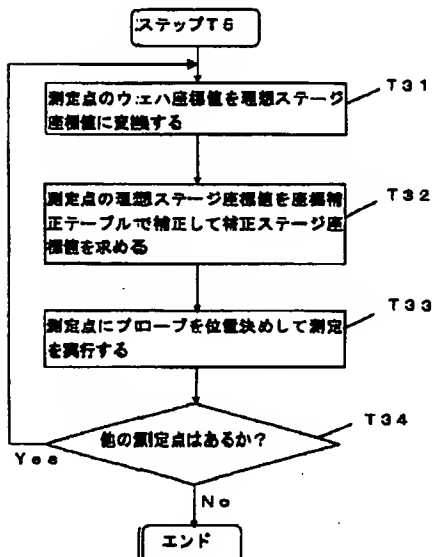 ステップT5
T31
測定点のウェハ座標値を理想ステージ
座標値に変換する
T32
測定点の理想ステージ座標値を座標補
正テーブルで補正して補正ステージ座
標値を求める
T33
測定点にプローブを位置決めして測定
を実行する
T34
他の測定点はあるか？
Yes
No
エンド